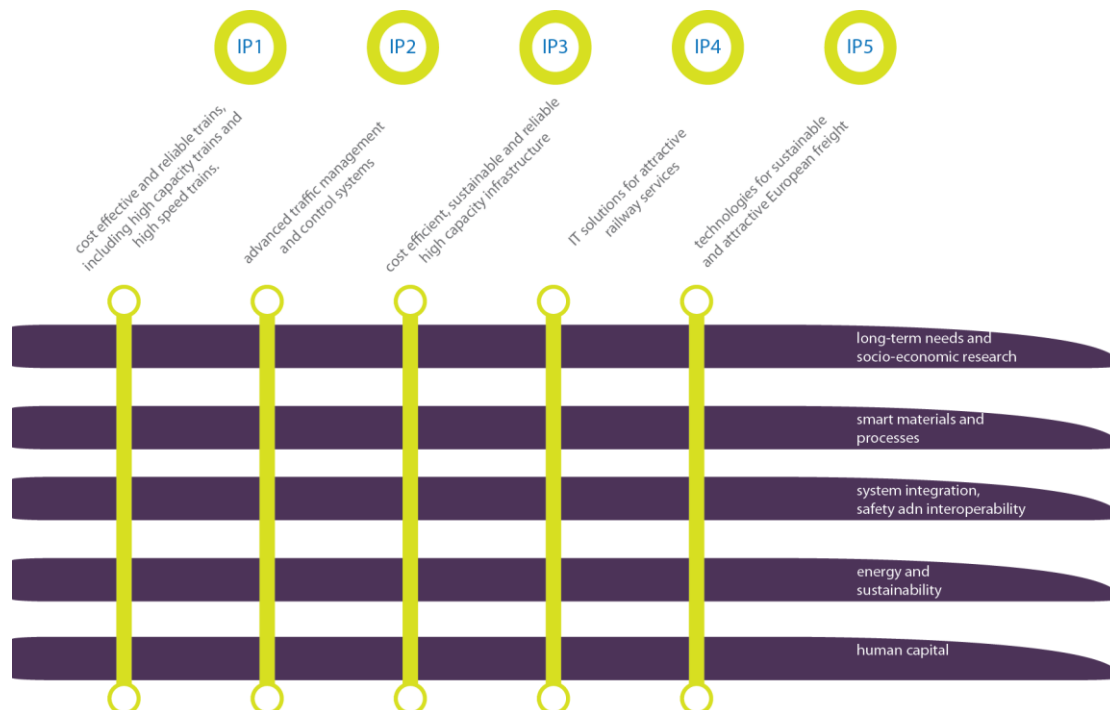 IP1
IP2
IP3
IP4
IP5
cost effective and reliable trains,
including high capacity trains and
high speed trains.
advanced traffic management
and control systems
cost efficient, sustainable and reliable
high capacity infrastructure
IT solutions for attractive
railway services
technologies for sustainable
and attractive European freight
long-term needs and
socio-economic research
smart materials and
processes
system integration,
safety adn interoperability
energy and
sustainability
human capital